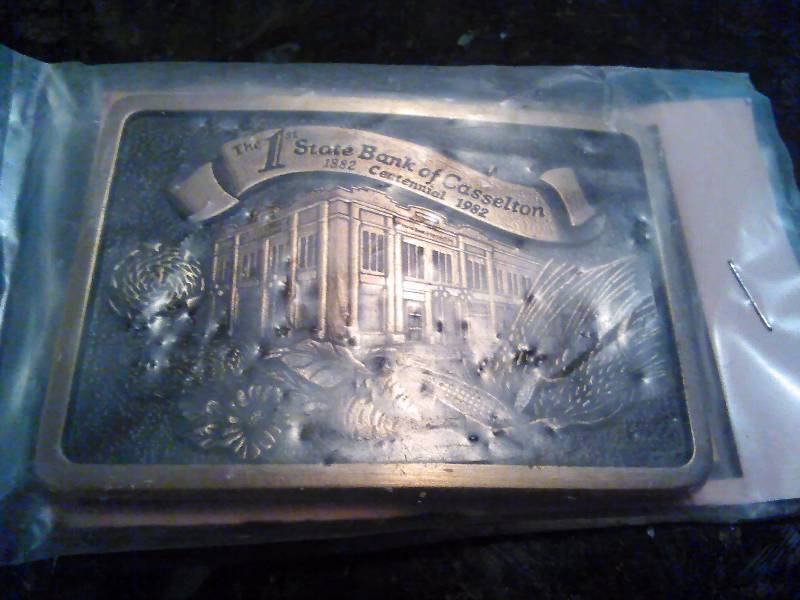 The 1st State Bank of Casselton
1882 Centennial 1982